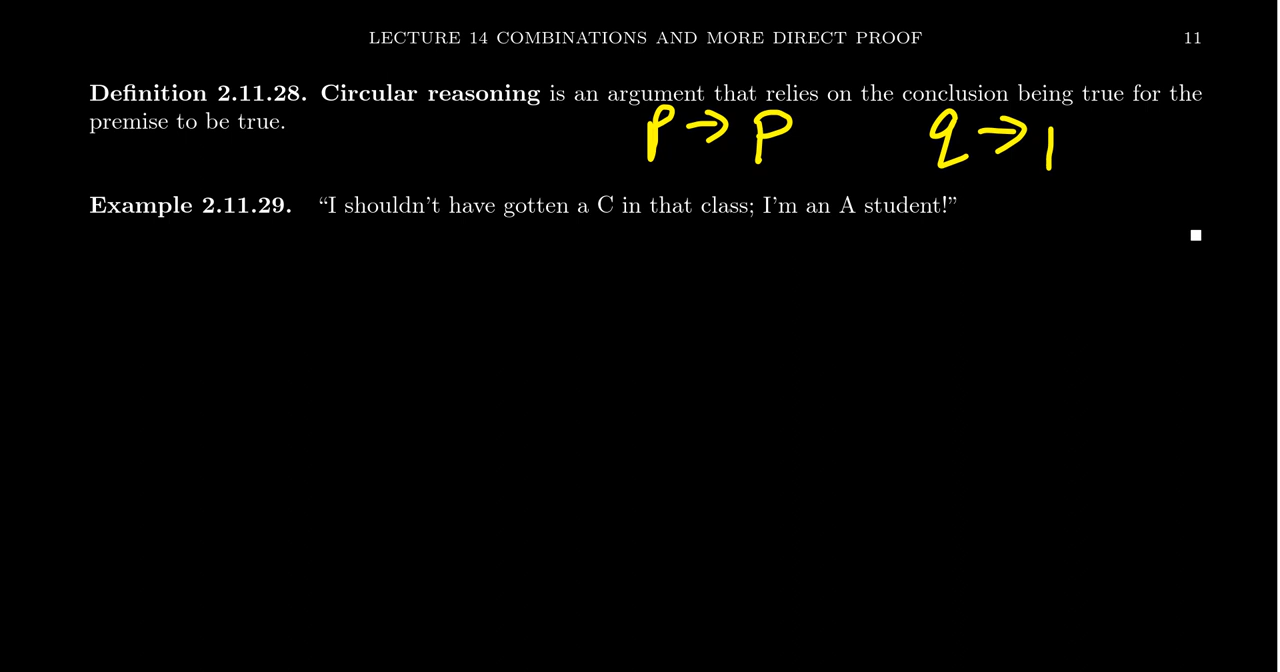 LECTURE 14 COMBINATIONS AND MORE DIRECT PROOF 11
Definition 2.11.28. Circular reasoning is an argument that relies on the conclusion being true for the
premise to be true.
p → p q →
Example 2.11.29. “I shouldn’t have gotten a C in that class; I’m an A student!”